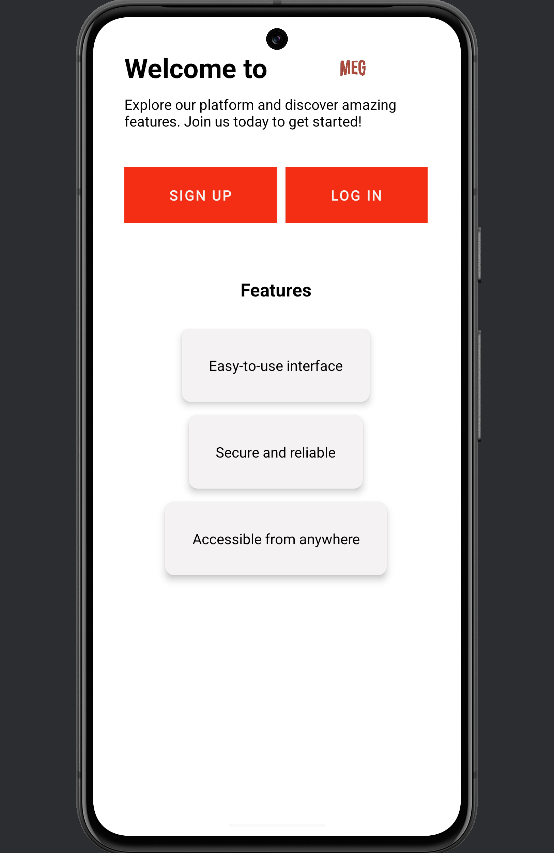 Welcome to MEG
Explore our platform and discover amazing
features. Join us today to get started!
SIGN UP LOG IN
Features
Easy-to-use interface
Secure and reliable
Accessible from anywhere